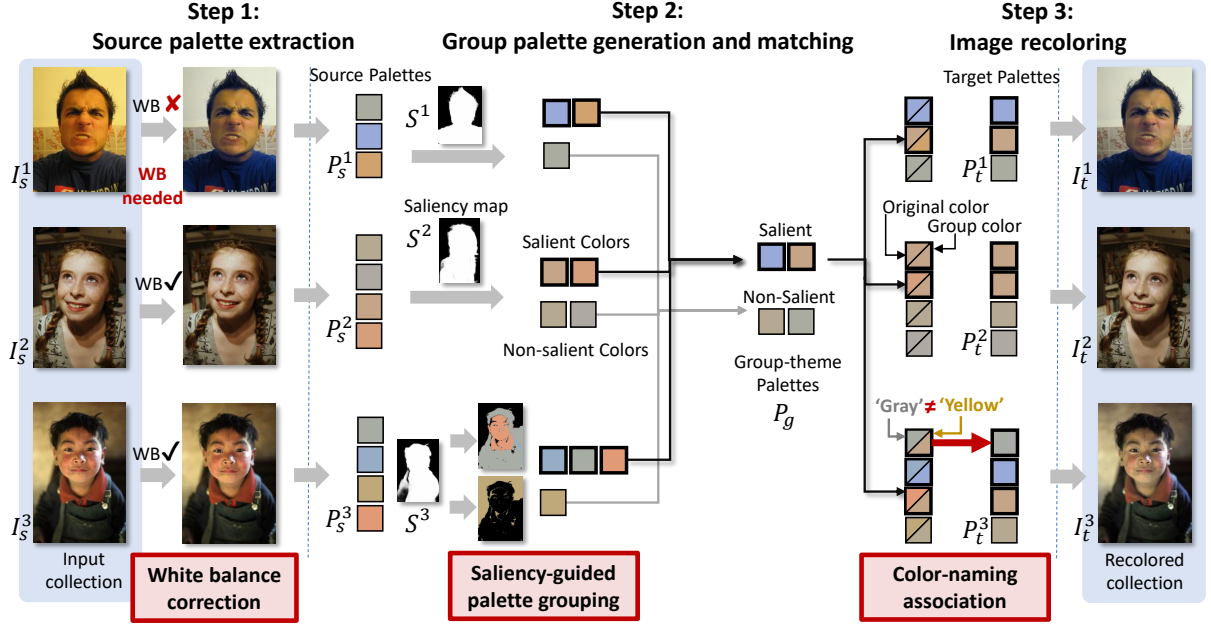 Step 1:
Source palette extraction
Step 2:
Group palette generation and matching
Step 3:
Image recoloring
Source Palettes
Target Palettes
WB ✘
WB
needed
I_s^1
P_s^1
S^1
P_t^1
I_t^1
Saliency map
S^2
WB ✓
I_s^2
P_s^2
Salient Colors
Non-salient Colors
Salient
Non-Salient
Group-theme
Palettes
P_g
Original color
Group color
P_t^2
I_t^2
WB ✓
I_s^3
P_s^3
S^3
'Gray' ≠ 'Yellow'
P_t^3
I_t^3
Input
collection
White balance
correction
Saliency-guided
palette grouping
Color-naming
association
Recolored
collection